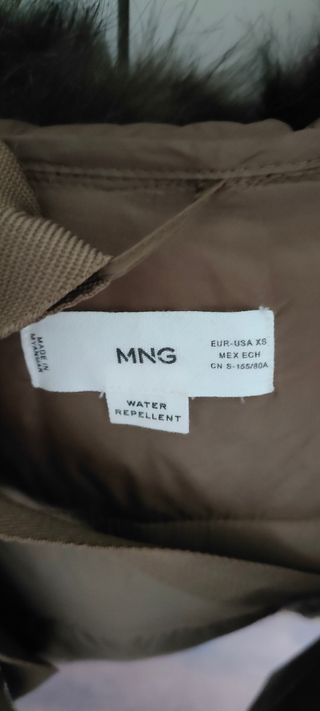 MADE IN
MYANMAR
MNG
EUR-USA XS
MEX ECH
CN S-155/80A
WATER
REPELLENT